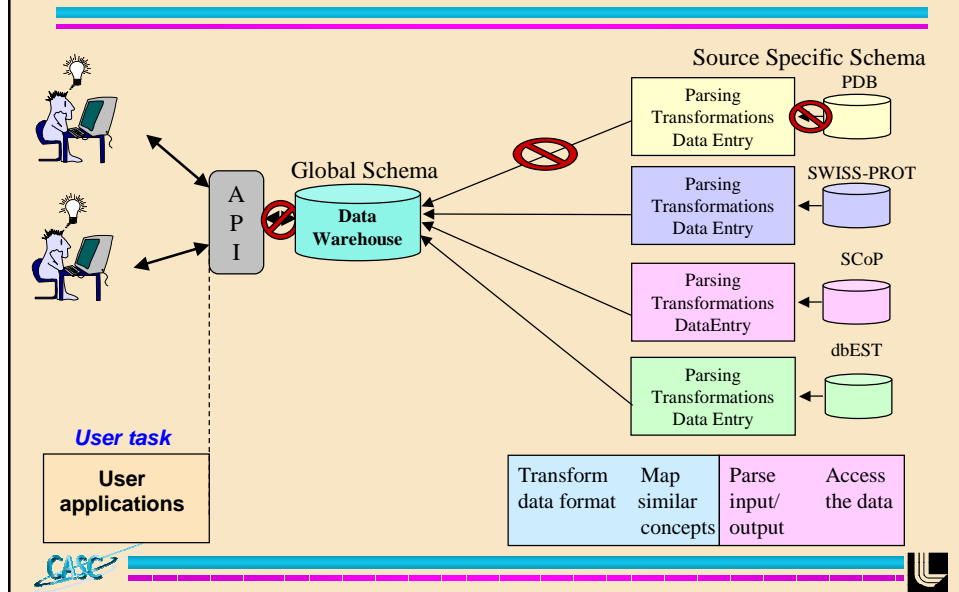 Source Specific Schema
PDB
Parsing
Transformations
Data Entry
SWISS-PROT
Parsing
Transformations
Data Entry
Global Schema
A
P
I
Data
Warehouse
SCoP
Parsing
Transformations
DataEntry
dbEST
Parsing
Transformations
Data Entry
User task
User
applications
Transform
data format
Map
similar
concepts
Parse
input/
output
Access
the data
CASC